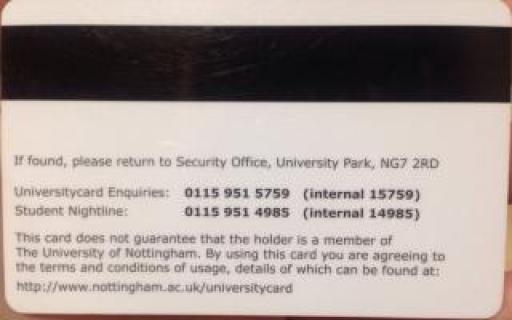 If found, please return to Security Office, University Park, NG7 2RD
Universitycard Enquiries: 0115 951 5759 (internal 15759)
Student Nightline: 0115 951 4985 (internal 14985)
This card does not guarantee that the holder is a member of
The University of Nottingham. By using this card you are agreeing to
the terms and conditions of usage, details of which can be found at:
http://www.nottingham.ac.uk/universitycard